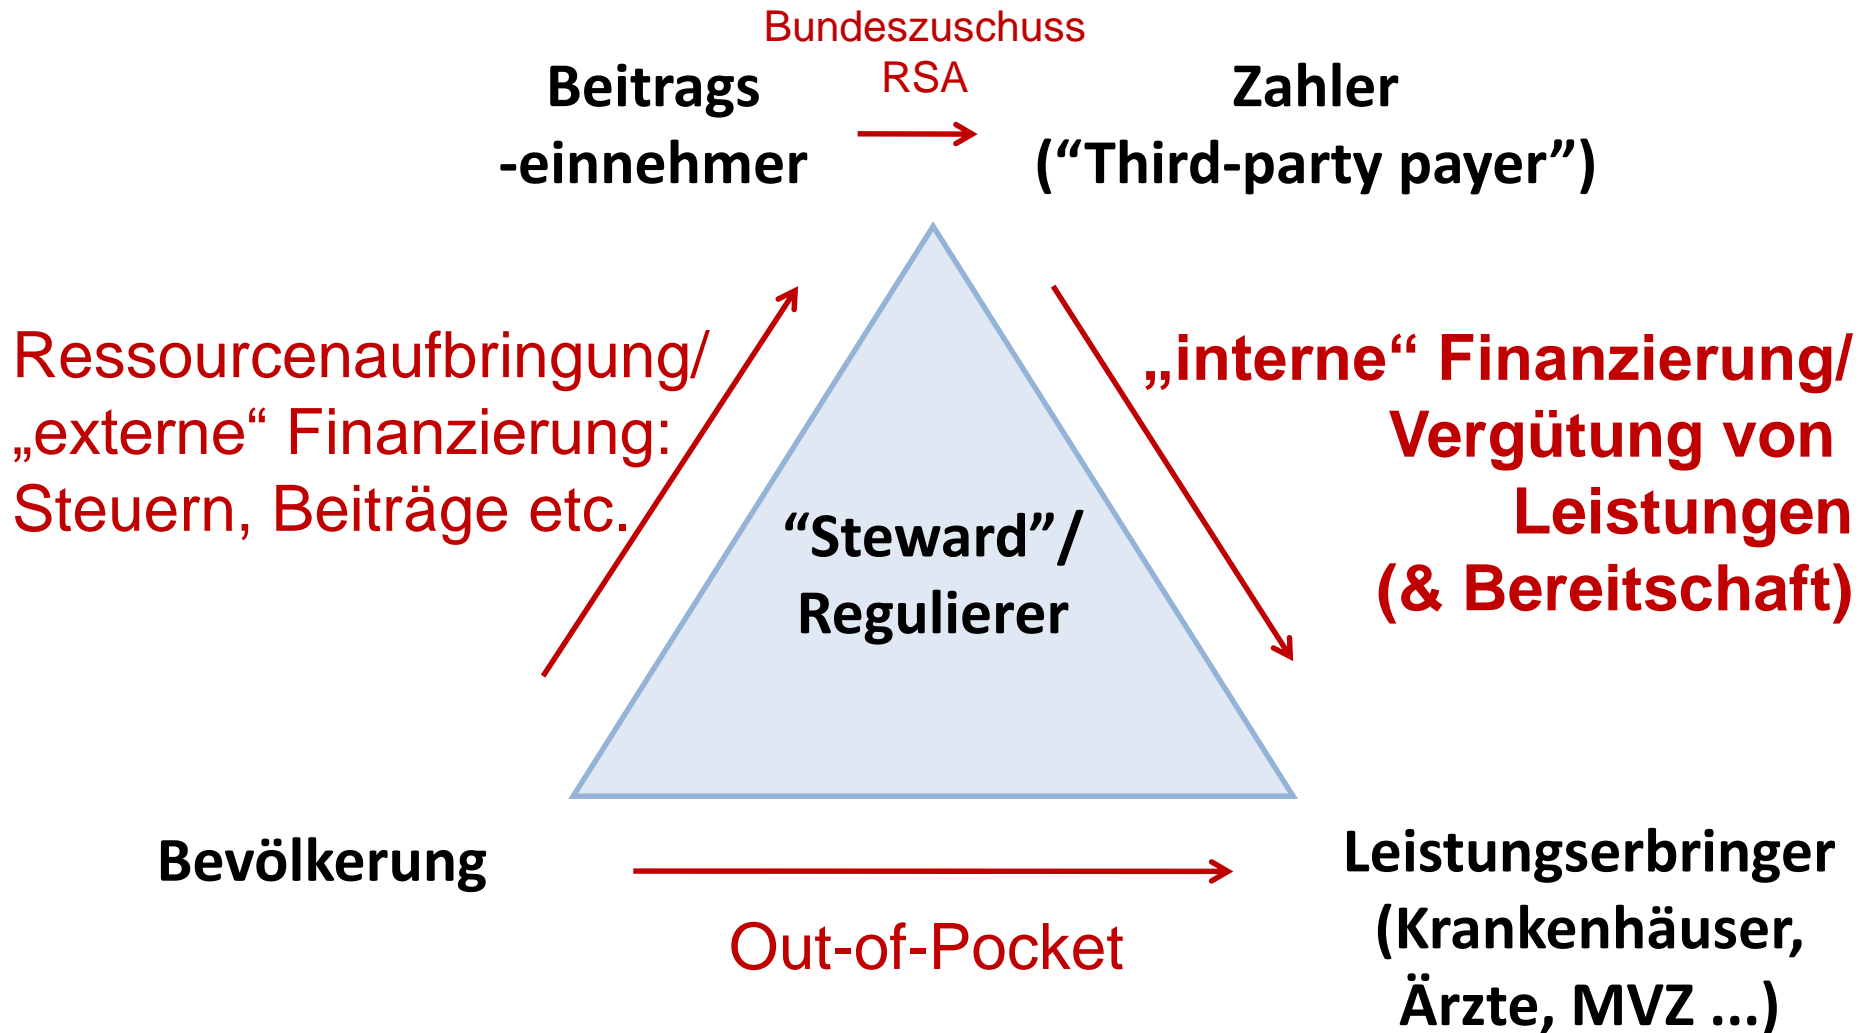 Bundeszuschuss
RSA
Beitrags
-einnehmer
Zahler
(“Third-party payer”)
Ressourcenaufbringung/
„externe“ Finanzierung:
Steuern, Beiträge etc.
„interne“ Finanzierung/
Vergütung von
Leistungen
(& Bereitschaft)
“Steward”/
Regulierer
Bevölkerung
Out-of-Pocket
Leistungserbringer
(Krankenhäuser,
Ärzte, MVZ ...)